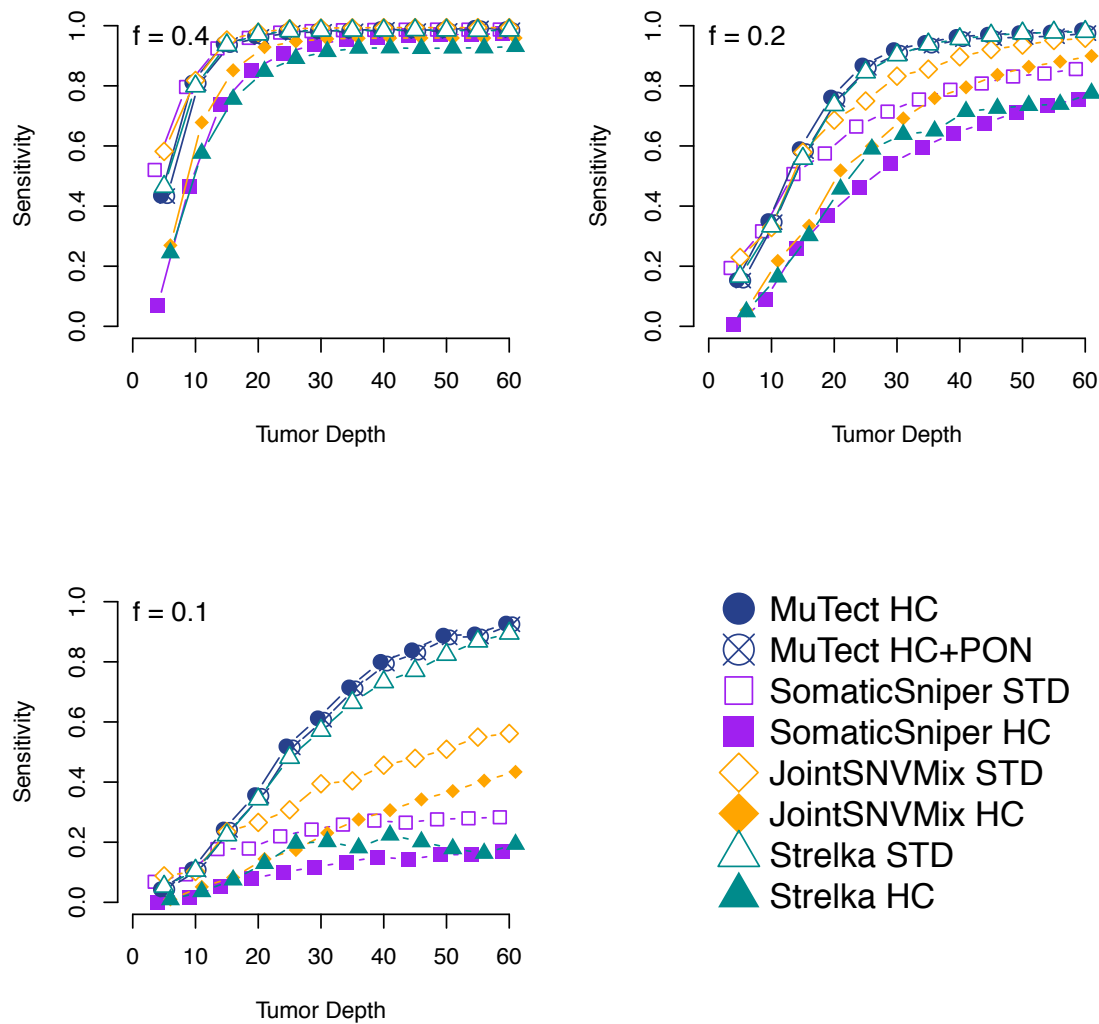 f = 0.4
Sensitivity
0.0 0.2 0.4 0.6 0.8 1.0
0 10 20 30 40 50 60
Tumor Depth
f = 0.2
Sensitivity
0.0 0.2 0.4 0.6 0.8 1.0
0 10 20 30 40 50 60
Tumor Depth
f = 0.1
Sensitivity
0.0 0.2 0.4 0.6 0.8 1.0
0 10 20 30 40 50 60
Tumor Depth
MuTect HC
MuTect HC+PON
SomaticSniper STD
SomaticSniper HC
JointSNVMix STD
JointSNVMix HC
Strelka STD
Strelka HC